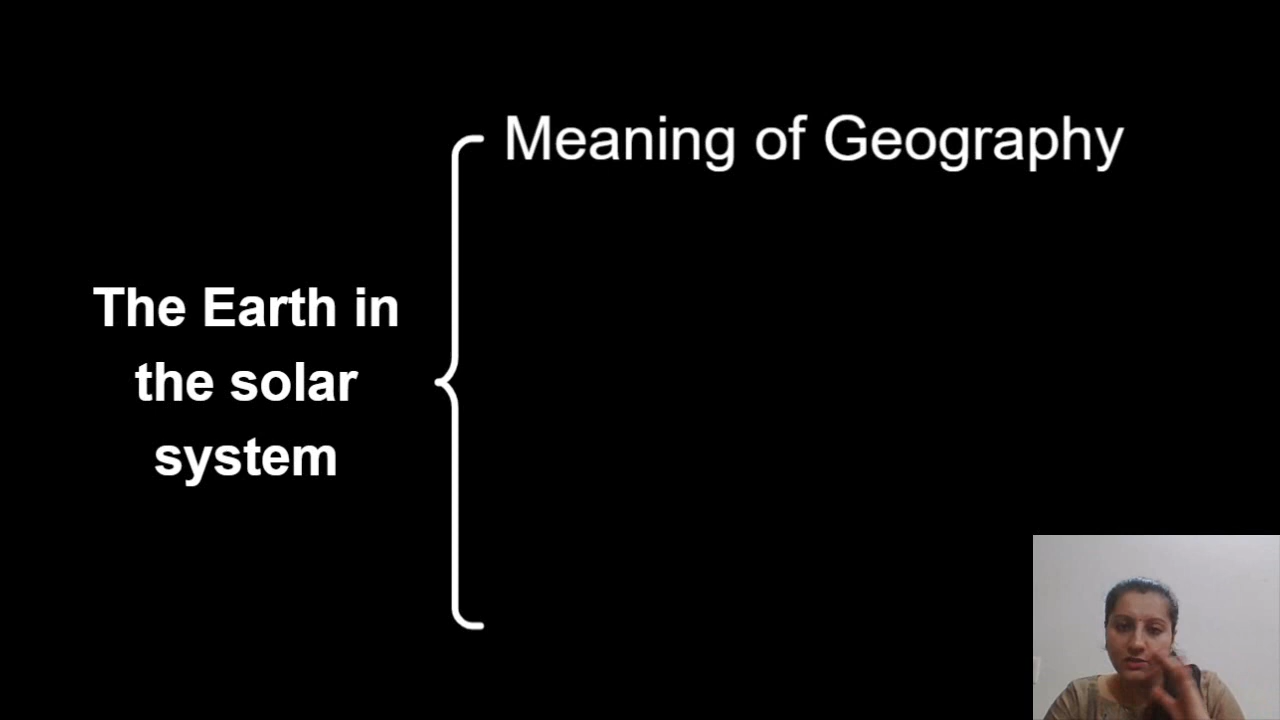 Meaning of Geography
The Earth in
the solar
system